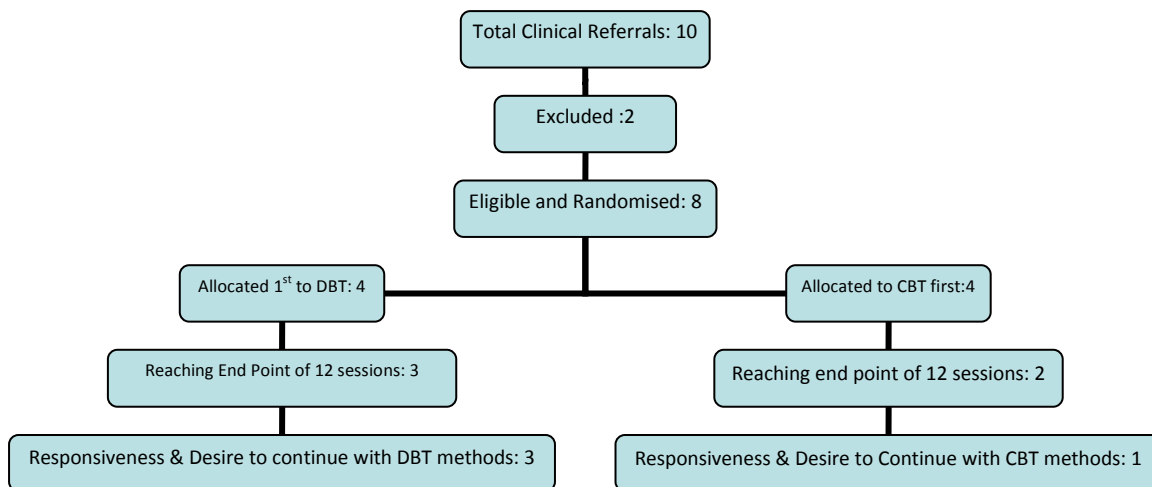 Total Clinical Referrals: 10
Excluded :2
Eligible and Randomised: 8
Allocated 1st to DBT: 4
Allocated to CBT first:4
Reaching End Point of 12 sessions: 3
Reaching end point of 12 sessions: 2
Responsiveness & Desire to continue with DBT methods: 3
Responsiveness & Desire to Continue with CBT methods: 1